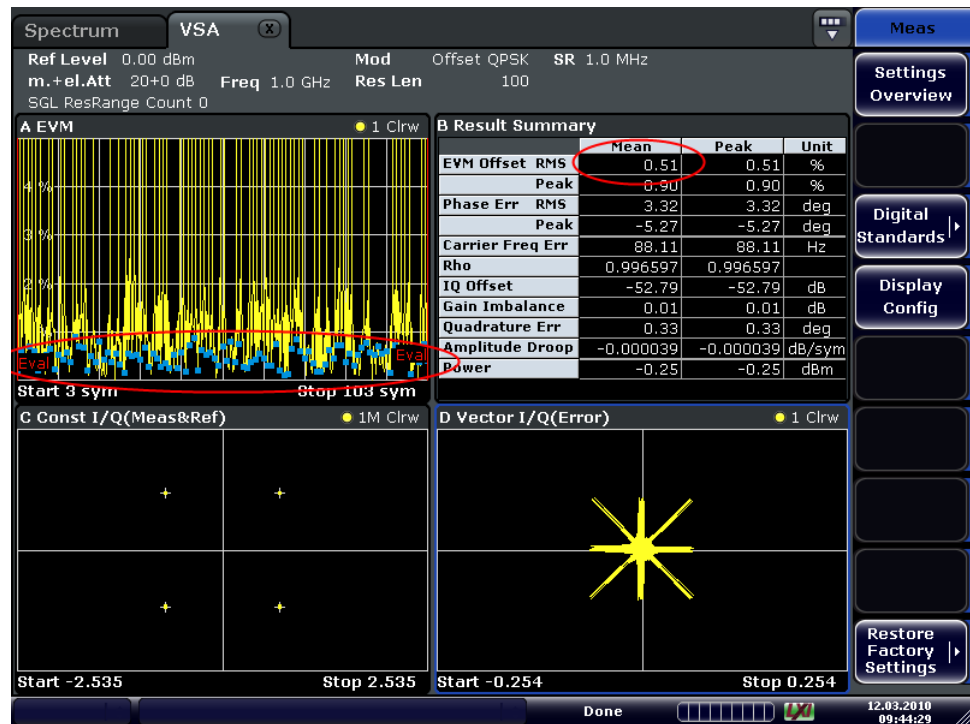 Spectrum VSA X Meas
Ref Level 0.00 dBm Mod Offset QPSK SR 1.0 MHz
m.+el.Att 20+0 dB Freq 1.0 GHz Res Len 100
SGL ResRange Count 0
A EVM 1 Clrw
4 %
3 %
2 %
Eval Eval
Start 3 sym Stop 103 sym
B Result Summary
Mean Peak Unit
EVM Offset RMS 0.51 0.51 %
Peak 0.90 0.90 %
Phase Err RMS 3.32 3.32 deg
Peak -5.27 -5.27 deg
Carrier Freq Err 88.11 88.11 Hz
Rho 0.996597 0.996597
IQ Offset -52.79 -52.79 dB
Gain Imbalance 0.01 0.01 dB
Quadrature Err 0.33 0.33 deg
Amplitude Droop -0.000039 -0.000039 dB/sym
Power -0.25 -0.25 dBm
C Const I/Q(Meas&Ref) 1M Clrw
Start -2.535 Stop 2.535
D Vector I/Q(Error) 1 Clrw
Start -0.254 Stop 0.254
Settings
Overview
Digital
Standards
Display
Config
Restore
Factory
Settings
Done LXI 12.03.2010
09:44:29